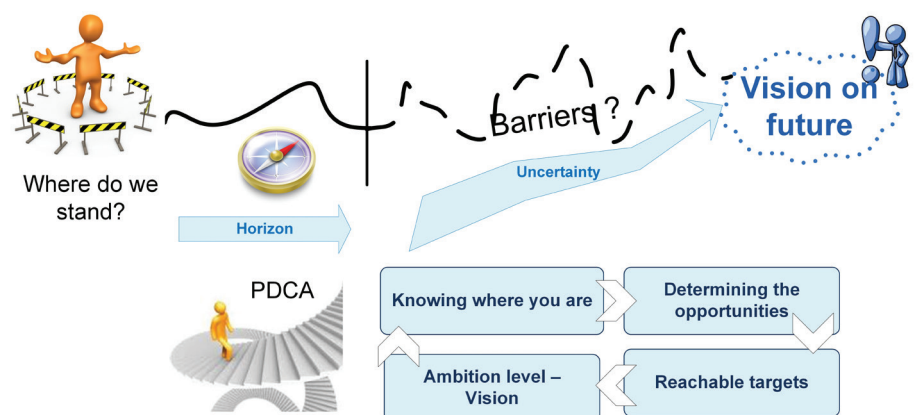 Where do we
stand?
Horizon
PDCA
Barriers ?
Uncertainty
Vision on
future
Knowing where you are
Determining the
opportunities
Reachable targets
Ambition level –
Vision